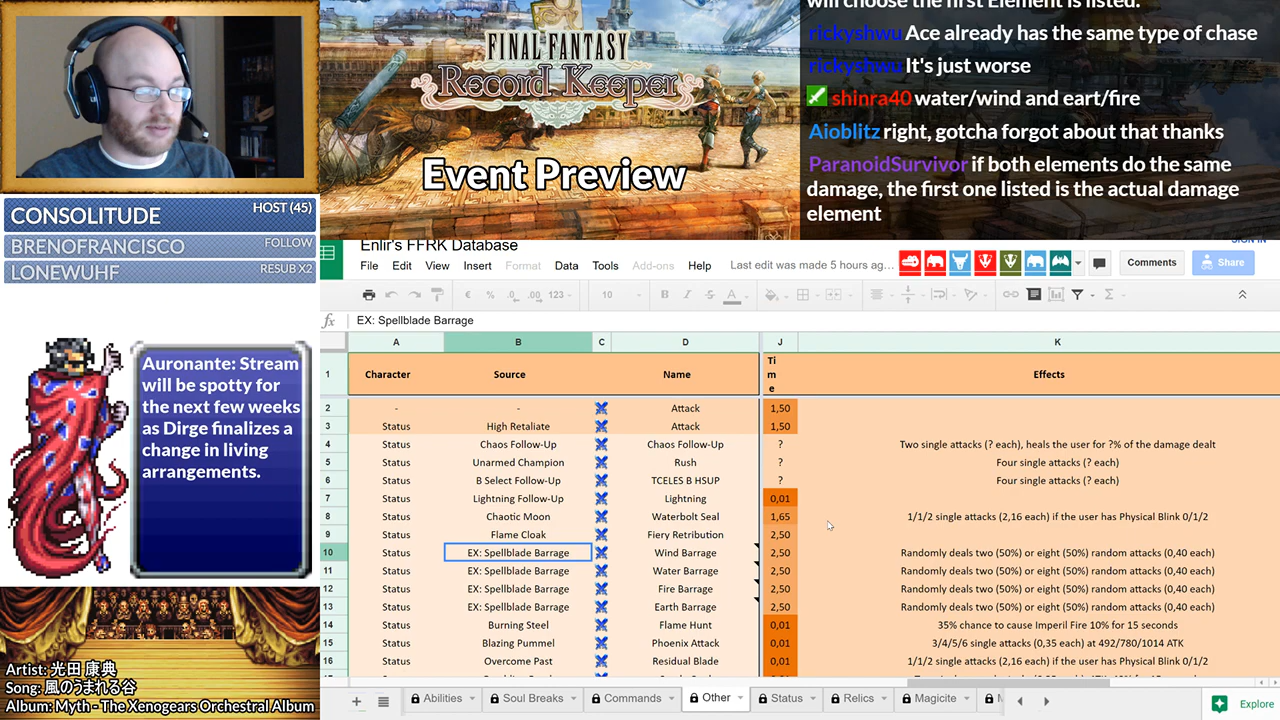 will choose the first Element is listed.
rickyshwu Ace already has the same type of chase
rickyshwu It's just worse
shinra40 water/wind and eart/fire
Aioblitz right, gotcha forgot about that thanks
ParanoidSurvivor if both elements do the same
damage, the first one listed is the actual damage
element
FINAL FANTASY
Record Keeper
Event Preview
CONSOLITUDE HOST (45)
BRENOFRANCISCO FOLLOW
LONEWUHF RESUB X2
Auronante: Stream
will be spotty for
the next few weeks
as Dirge finalizes a
change in living
arrangements.
Artist: 光田 康典
Song: 風のうまれる谷
Album: Myth - The Xenogears Orchestral Album
Enlir's FFRK Database
SIGN IN
File Edit View Insert Format Data Tools Add-ons Help Last edit was made 5 hours ag... Comments Share
€ % .0 .00 123 10 B I S A Σ
fx EX: Spellblade Barrage
A B C D J K
1 Character Source Name Time Effects
2 - - Attack 1,50
3 Status High Retaliate Attack 1,50
4 Status Chaos Follow-Up Chaos Follow-Up ? Two single attacks (? each), heals the user for ?% of the damage dealt
5 Status Unarmed Champion Rush ? Four single attacks (? each)
6 Status B Select Follow-Up TCELES B HSUP ? Four single attacks (? each)
7 Status Lightning Follow-Up Lightning 0,01
8 Status Chaotic Moon Waterbolt Seal 1,65 1/1/2 single attacks (2,16 each) if the user has Physical Blink 0/1/2
9 Status Flame Cloak Fiery Retribution 2,50
10 Status EX: Spellblade Barrage Wind Barrage 2,50 Randomly deals two (50%) or eight (50%) random attacks (0,40 each)
11 Status EX: Spellblade Barrage Water Barrage 2,50 Randomly deals two (50%) or eight (50%) random attacks (0,40 each)
12 Status EX: Spellblade Barrage Fire Barrage 2,50 Randomly deals two (50%) or eight (50%) random attacks (0,40 each)
13 Status EX: Spellblade Barrage Earth Barrage 2,50 Randomly deals two (50%) or eight (50%) random attacks (0,40 each)
14 Status Burning Steel Flame Hunt 0,01 35% chance to cause Imperil Fire 10% for 15 seconds
15 Status Blazing Pummel Phoenix Attack 0,01 3/4/5/6 single attacks (0,35 each) at 492/780/1014 ATK
16 Status Overcome Past Residual Blade 0,01 1/1/2 single attacks (2,16 each) if the user has Physical Blink 0/1/2
Abilities Soul Breaks Commands Other Status Relics Magicite Explore